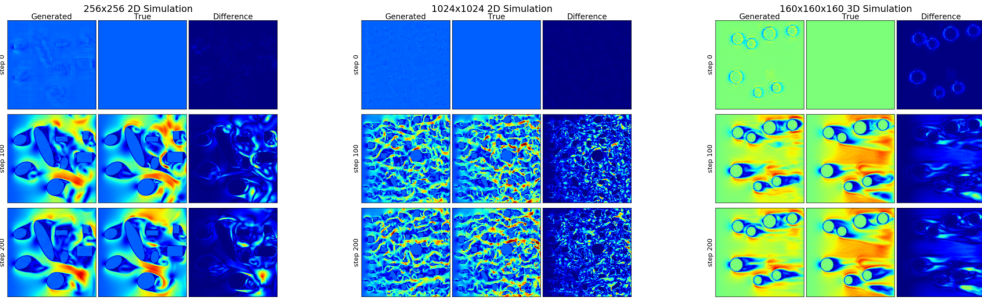 256x256 2D Simulation
Generated True Difference
step 0
step 100
step 200
1024x1024 2D Simulation
Generated True Difference
step 0
step 100
step 200
160x160x160 3D Simulation
Generated True Difference
step 0
step 100
step 200